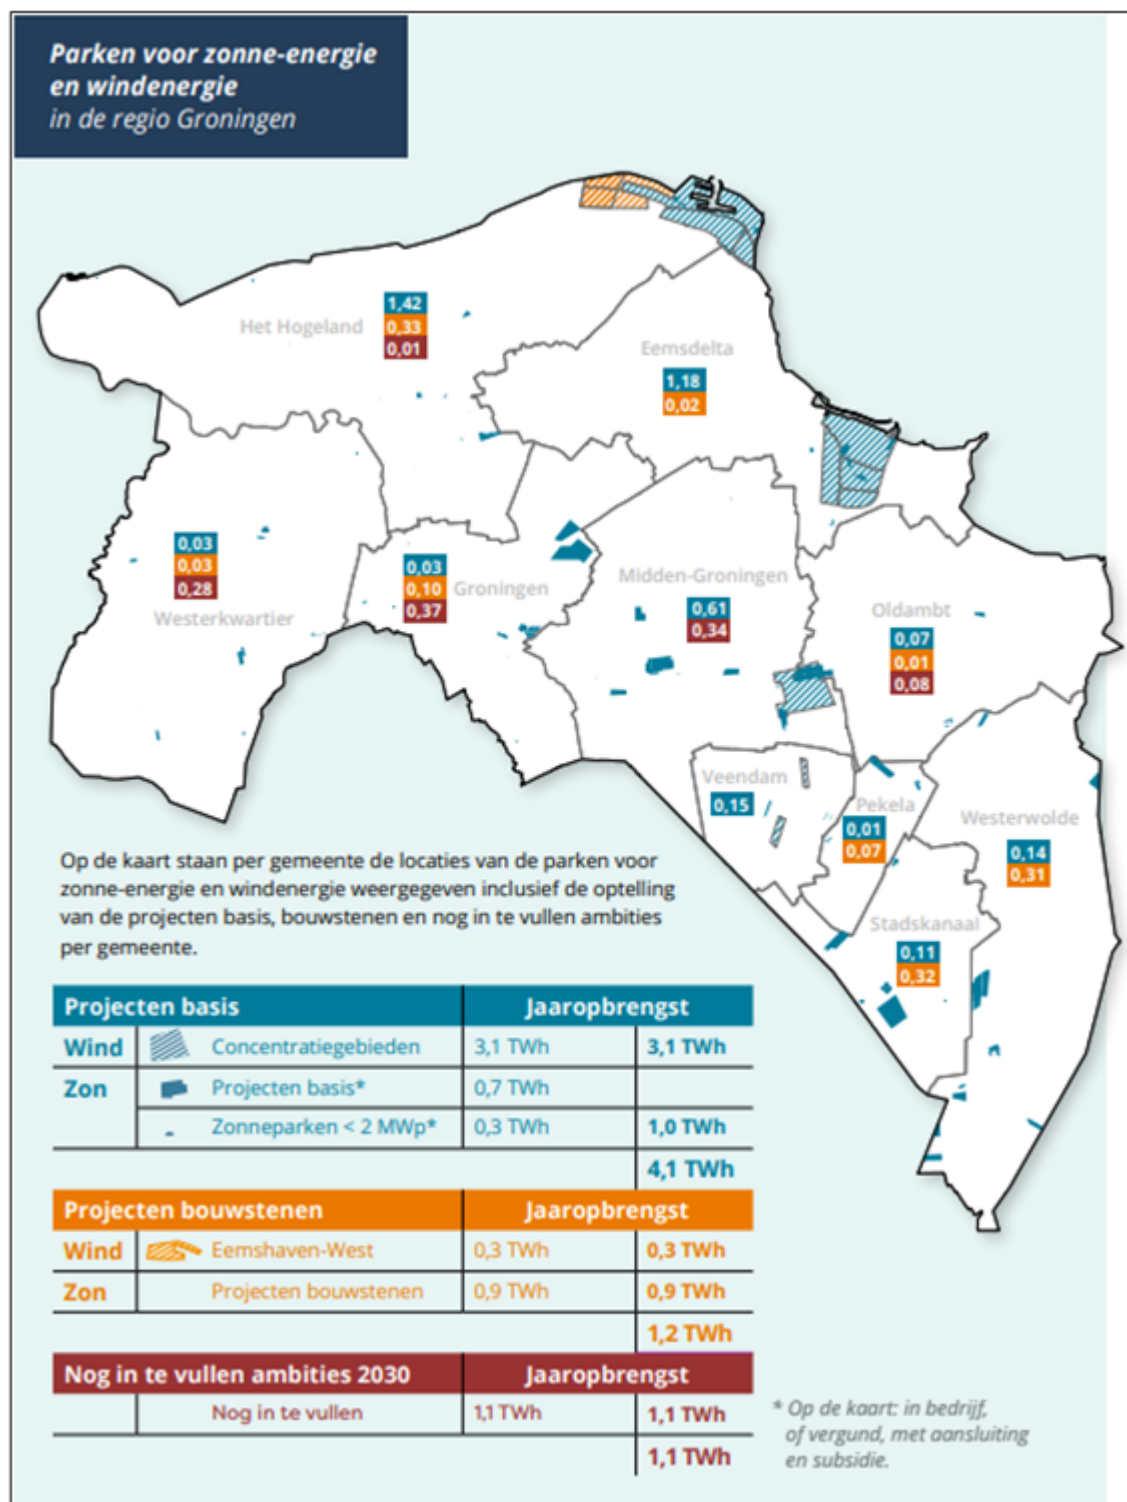 Parken voor zonne-energie
en windenergie
in de regio Groningen
Het Hogeland
1,42
0,33
0,01
Eemsdelta
1,18
0,02
0,03
0,03
0,28
Westerkwartier
0,03
0,10
0,37
Groningen
Midden-Groningen
0,61
0,34
Oldambt
0,07
0,01
0,08
Veendam
0,15
Pekela
0,01
0,07
Westerwolde
0,14
0,31
Stadskanaal
0,11
0,32
Op de kaart staan per gemeente de locaties van de parken voor
zonne-energie en windenergie weergegeven inclusief de optelling
van de projecten basis, bouwstenen en nog in te vullen ambities
per gemeente.
Projecten basis Jaaropbrengst
Wind Concentratiegebieden 3,1 TWh 3,1 TWh
Zon Projecten basis* 0,7 TWh
Zonneparken < 2 MWp* 0,3 TWh 1,0 TWh
4,1 TWh
Projecten bouwstenen Jaaropbrengst
Wind Eemshaven-West 0,3 TWh 0,3 TWh
Zon Projecten bouwstenen 0,9 TWh 0,9 TWh
1,2 TWh
Nog in te vullen ambities 2030 Jaaropbrengst
Nog in te vullen 1,1 TWh 1,1 TWh
1,1 TWh
* Op de kaart: in bedrijf,
of vergund, met aansluiting
en subsidie.